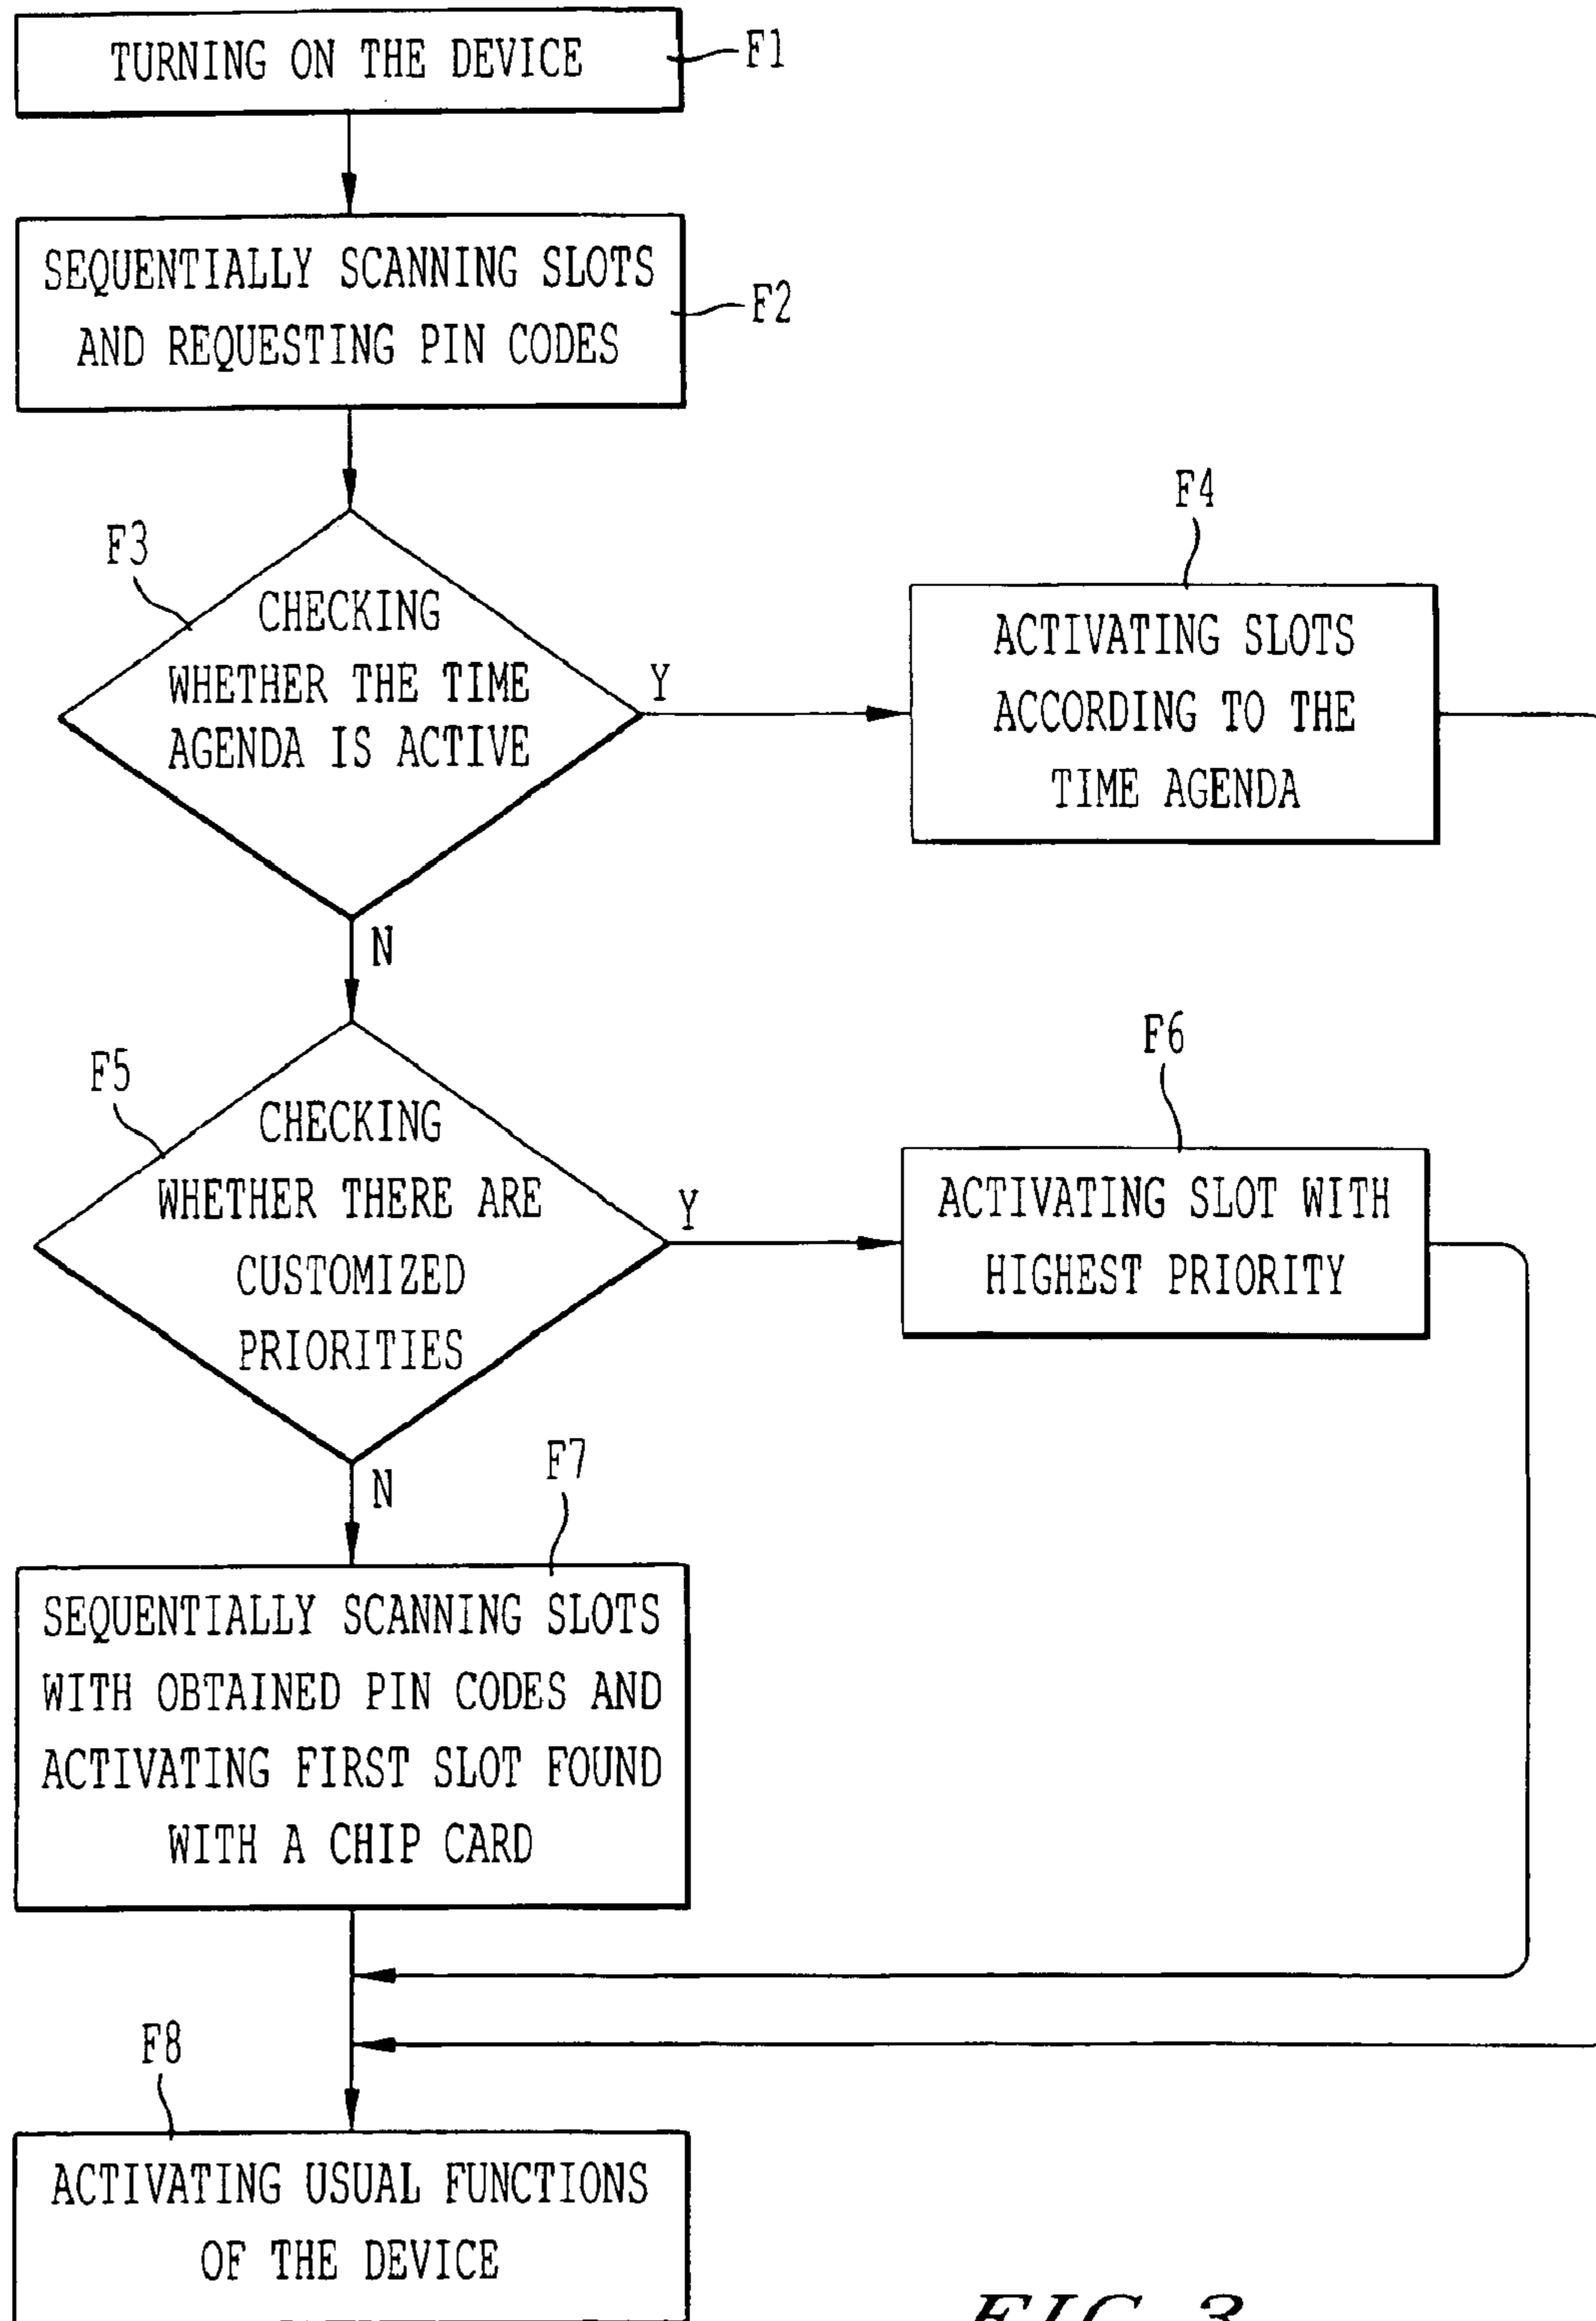 TURNING ON THE DEVICE
F1
SEQUENTIALLY SCANNING SLOTS
AND REQUESTING PIN CODES
F2
F3
CHECKING
WHETHER THE TIME
AGENDA IS ACTIVE
Y
N
F4
ACTIVATING SLOTS
ACCORDING TO THE
TIME AGENDA
F5
CHECKING
WHETHER THERE ARE
CUSTOMIZED
PRIORITIES
Y
N
F6
ACTIVATING SLOT WITH
HIGHEST PRIORITY
F7
SEQUENTIALLY SCANNING SLOTS
WITH OBTAINED PIN CODES AND
ACTIVATING FIRST SLOT FOUND
WITH A CHIP CARD
F8
ACTIVATING USUAL FUNCTIONS
OF THE DEVICE
FIG. 3